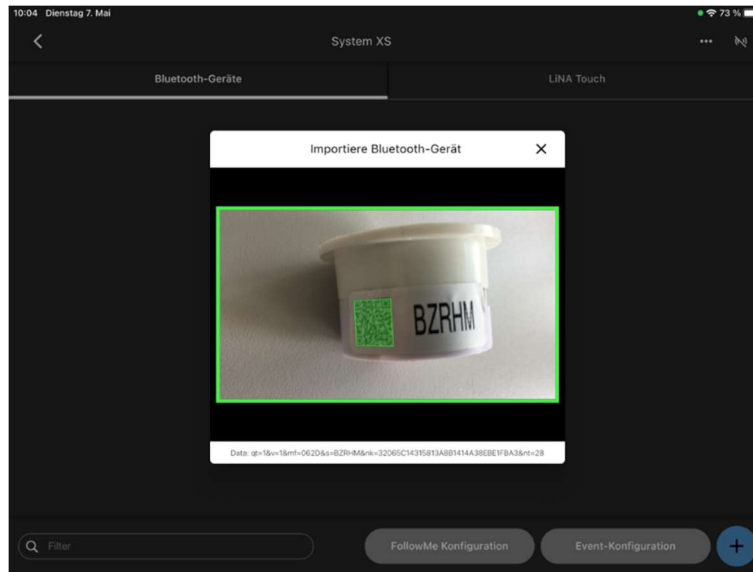 10:04 Dienstag 7. Mai
73 %
System XS
Bluetooth-Geräte
LiNA Touch
Importiere Bluetooth-Gerät
BZRHM
Data: qt=1&v=1&mf=062D&s=BZRHM&nk=32065C14315813A8B1414A38EBE1FBA3&nt=28
Filter
FollowMe Konfiguration
Event-Konfiguration